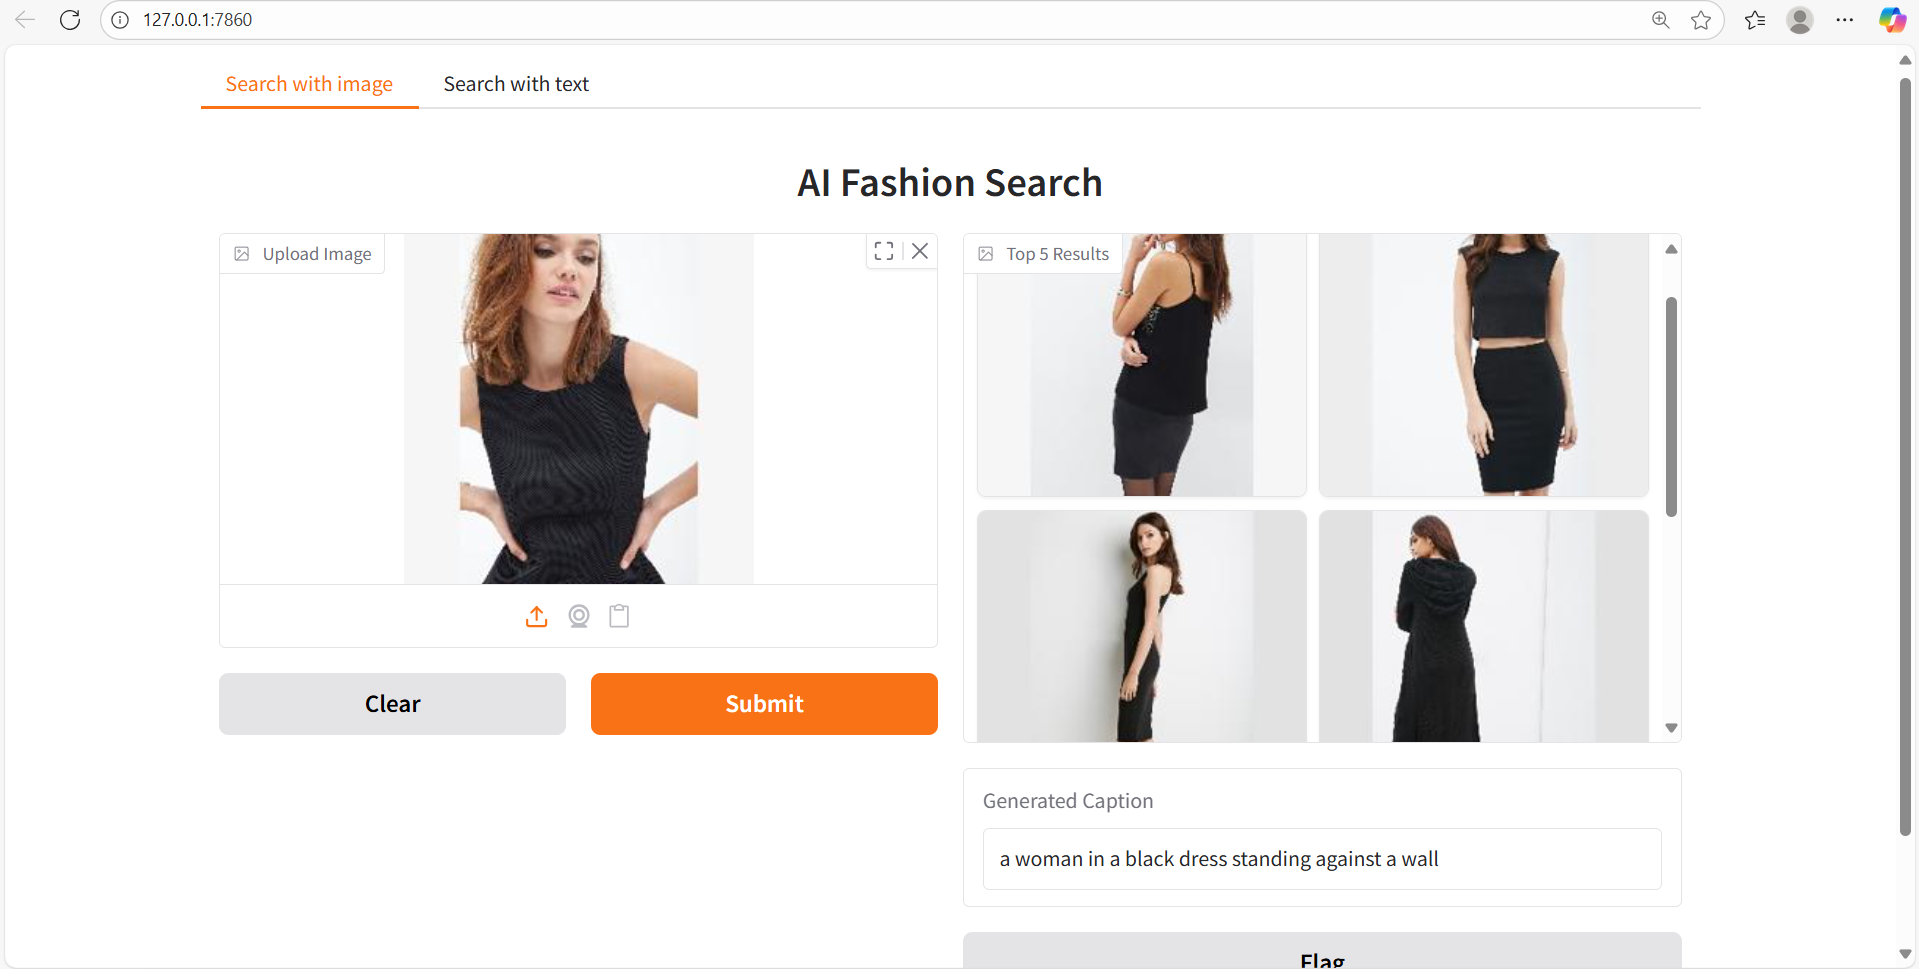 127.0.0.1:7860
Search with image
Search with text
AI Fashion Search
Upload Image
Top 5 Results
Clear
Submit
Generated Caption
a woman in a black dress standing against a wall
Flag